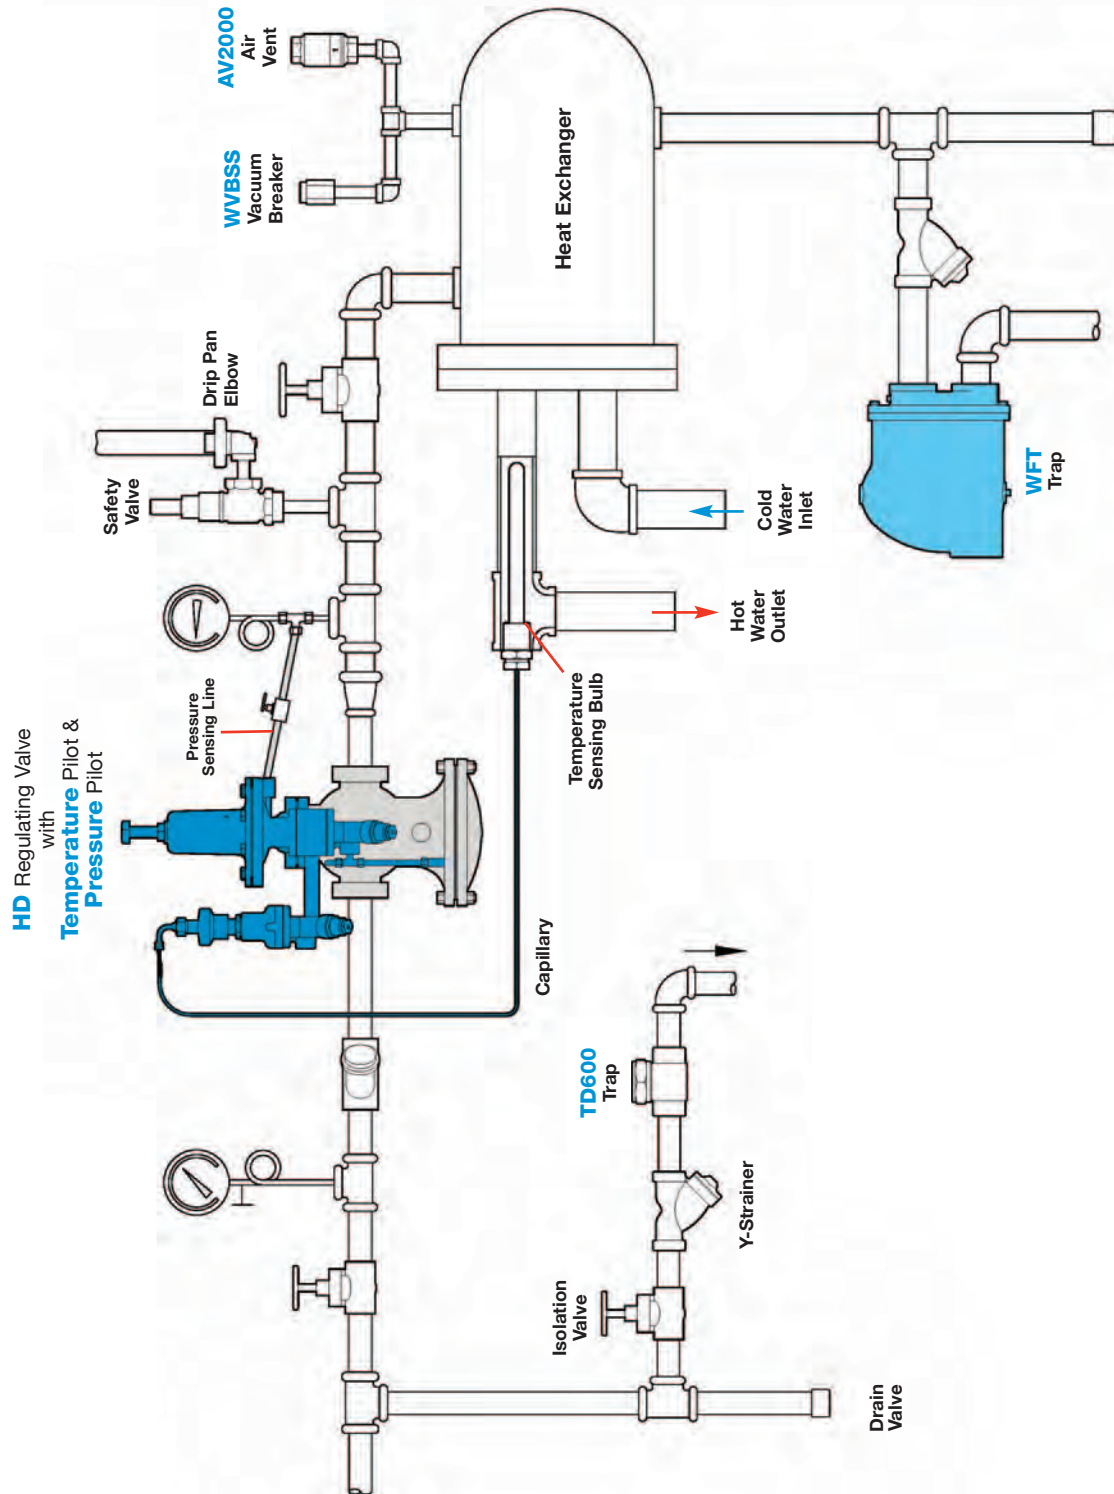 HD Regulating Valve
with
Temperature Pilot &
Pressure Pilot
Pressure
Sensing Line
Safety
Valve
Drip Pan
Elbow
WVBSS
Vacuum
Breaker
AV2000
Air
Vent
Heat Exchanger
Cold
Water
Inlet
Hot
Water
Outlet
Temperature
Sensing Bulb
Capillary
WFT
Trap
TD600
Trap
Y-Strainer
Isolation
Valve
Drain
Valve